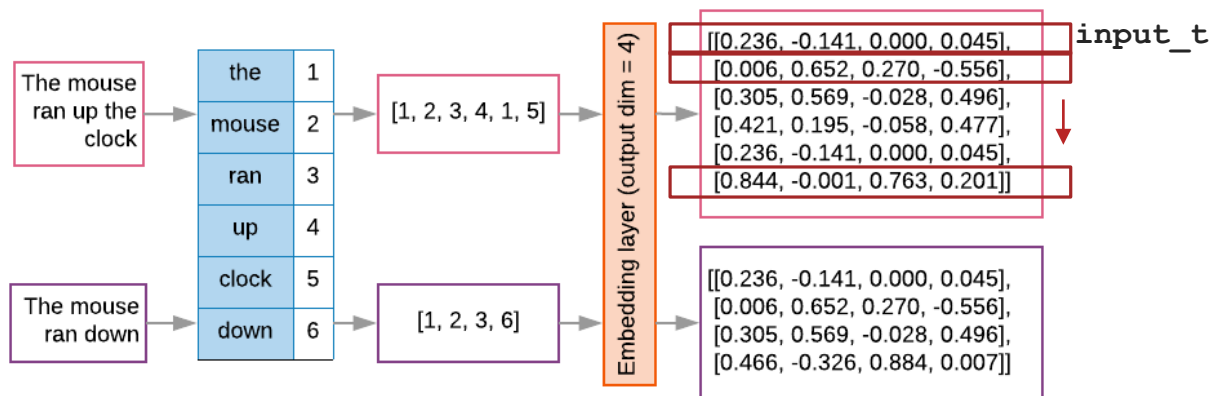 The mouse
ran up the
clock
the 1
mouse 2
ran 3
up 4
clock 5
down 6
[1, 2, 3, 4, 1, 5]
Embedding layer (output dim = 4)
[[0.236, -0.141, 0.000, 0.045],
[0.006, 0.652, 0.270, -0.556],
[0.305, 0.569, -0.028, 0.496],
[0.421, 0.195, -0.058, 0.477],
[0.236, -0.141, 0.000, 0.045],
[0.844, -0.001, 0.763, 0.201]]
input_t
The mouse
ran down
[1, 2, 3, 6]
[[0.236, -0.141, 0.000, 0.045],
[0.006, 0.652, 0.270, -0.556],
[0.305, 0.569, -0.028, 0.496],
[0.466, -0.326, 0.884, 0.007]]